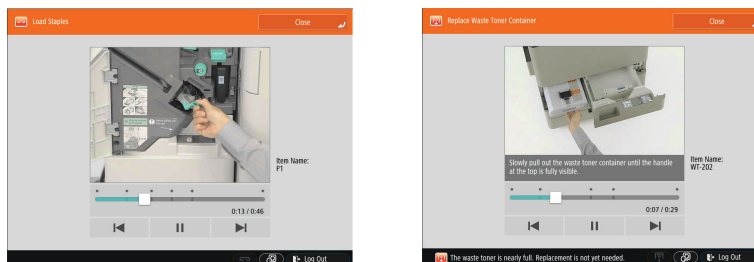 Load Staples
Close
Item Name:
P1
0:13 / 0:46
Log Out
Replace Waste Toner Container
Close
Slowly pull out the waste toner container until the handle
at the top is fully visible.
Item Name:
WT-202
0:07 / 0:29
The waste toner is nearly full. Replacement is not yet needed.
Log Out